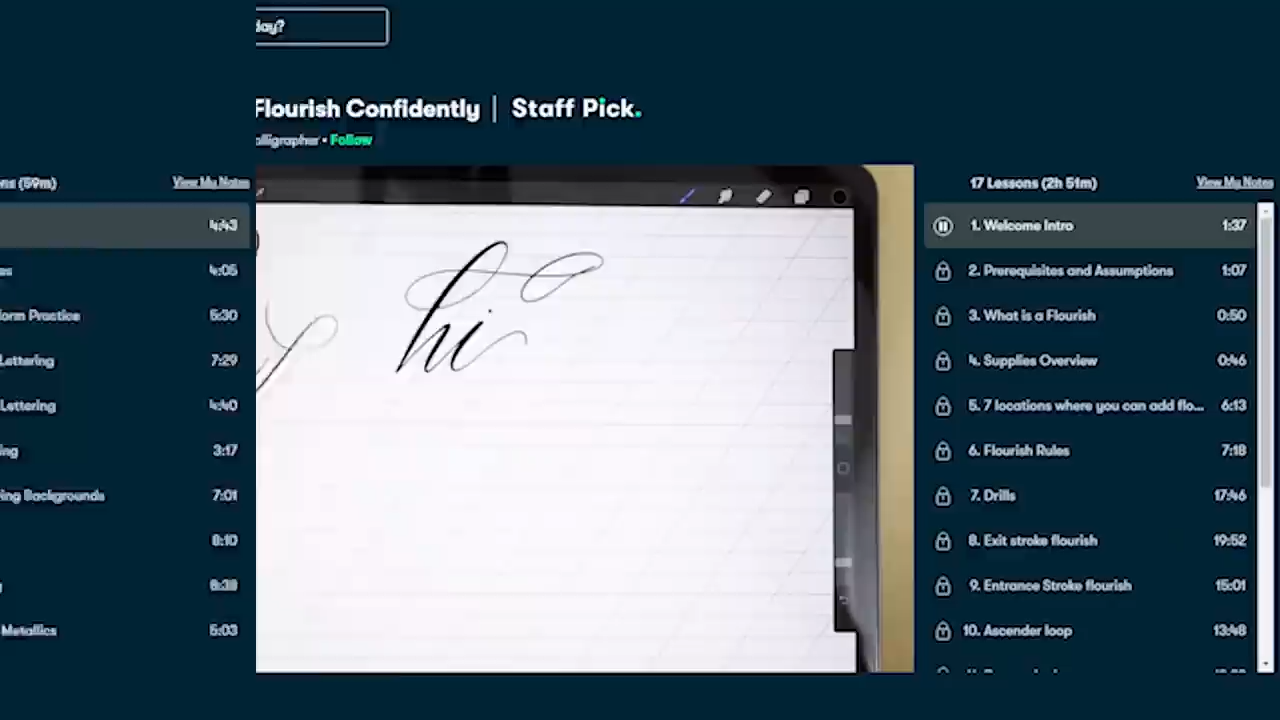 day?
Flourish Confidently | Staff Pick.
alligrapher • Follow
ns (59m) View My Notes
4:43
es 4:05
orm Practice 5:30
Lettering 7:29
Lettering 4:40
ing 3:17
ing Backgrounds 7:01
8:10
8:38
Metallics 5:03
hi
17 Lessons (2h 51m) View My Notes
1. Welcome Intro 1:37
2. Prerequisites and Assumptions 1:07
3. What is a Flourish 0:50
4. Supplies Overview 0:46
5. 7 locations where you can add flo... 6:13
6. Flourish Rules 7:18
7. Drills 17:46
8. Exit stroke flourish 19:52
9. Entrance Stroke flourish 15:01
10. Ascender loop 13:48